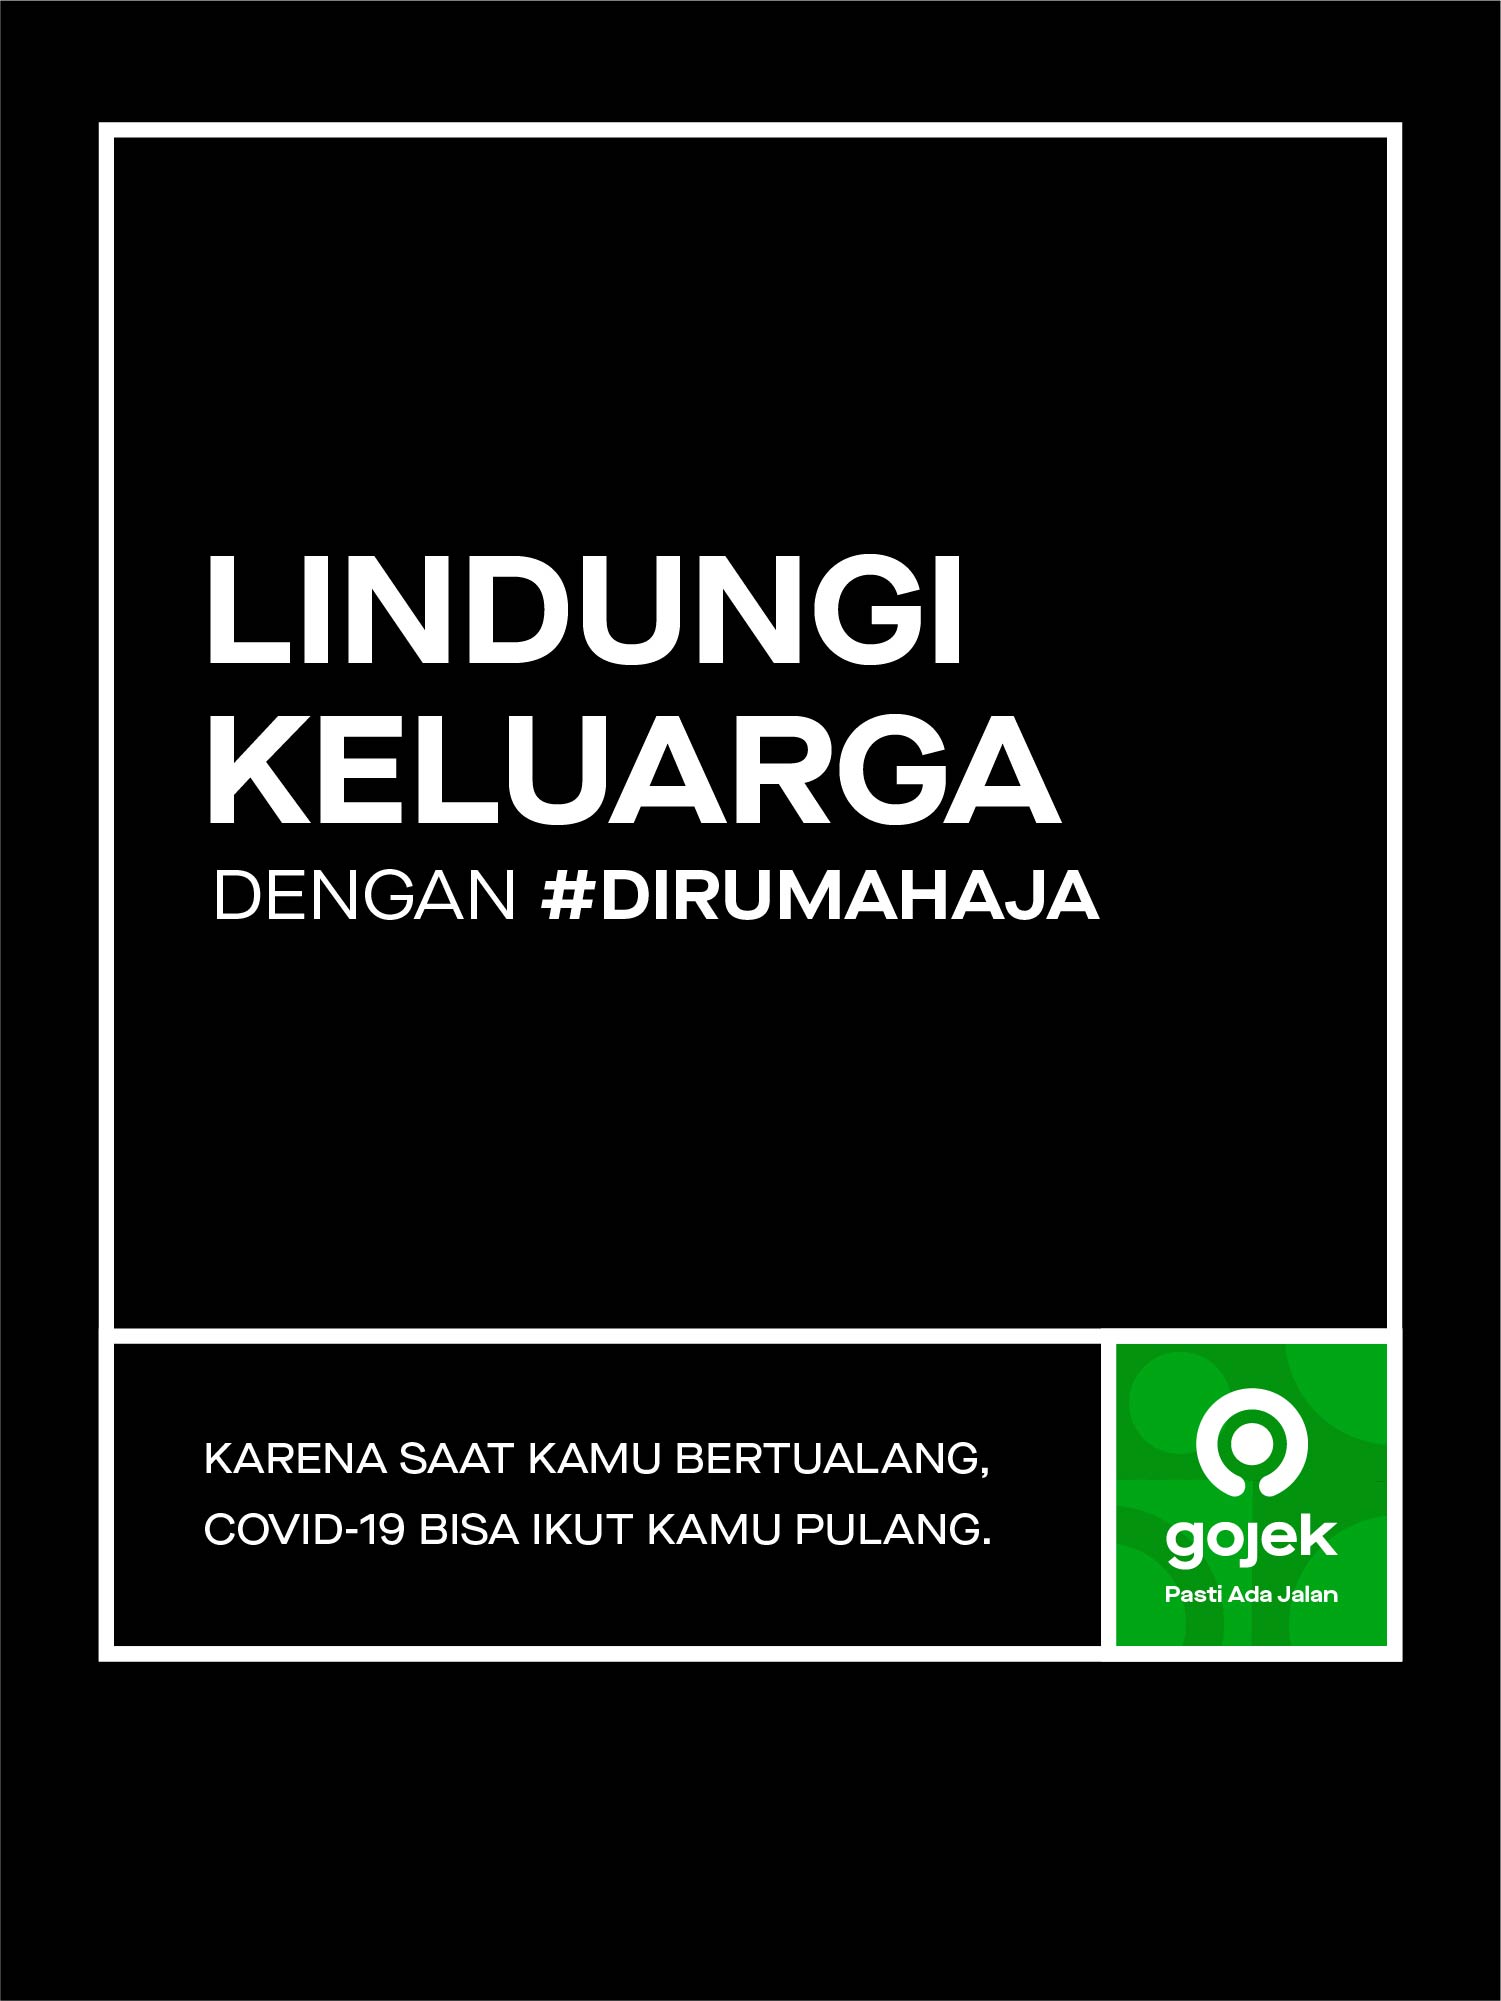 LINDUNGI
KELUARGA
DENGAN #DIRUMAHAJA
KARENA SAAT KAMU BERTUALANG,
COVID-19 BISA IKUT KAMU PULANG.
gojek
Pasti Ada Jalan